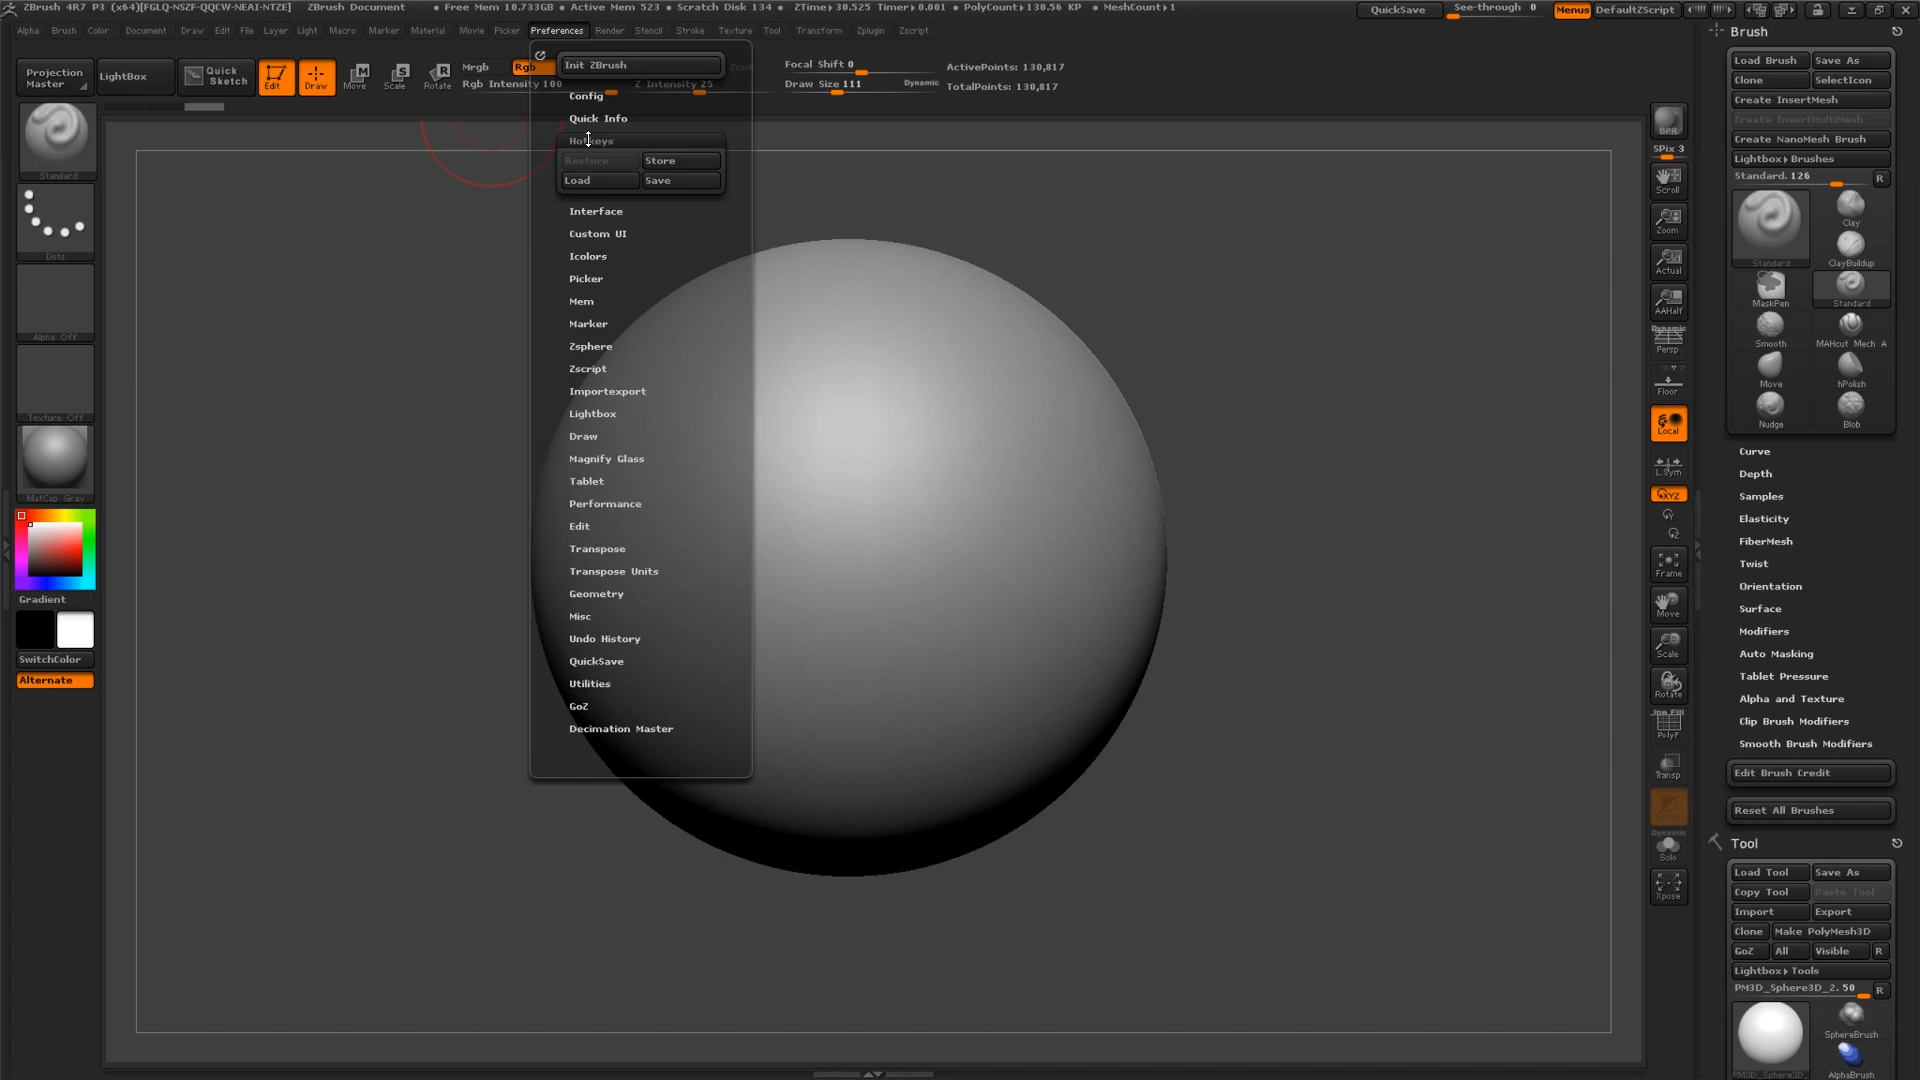 ZBrush 4R7 P3 (x64)[FGLQ-NSZF-QQCW-NEAI-NTZE] ZBrush Document • Free Mem 10.733GB • Active Mem 523 • Scratch Disk 134 • ZTime▸30.525 Timer▸0.001 • PolyCount▸130.56 KP • MeshCount▸1 QuickSave See-through 0 Menus DefaultZScript
Alpha Brush Color Document Draw Edit File Layer Light Macro Marker Material Movie Picker Preferences Render Stencil Stroke Texture Tool Transform Zplugin Zscript
Projection Master
LightBox
Quick Sketch
Edit
Draw
Move
Scale
Rotate
Mrgb Rgb
Rgb Intensity 100
Z Intensity 25
Focal Shift 0
Draw Size 111
Dynamic
ActivePoints: 130,817
TotalPoints: 130,817
Standard
Dots
Alpha Off
Texture Off
MatCap Gray
Gradient
SwitchColor
Alternate
Init ZBrush
Config
Quick Info
Hotkeys
Restore Store
Load Save
Interface
Custom UI
Icolors
Picker
Mem
Marker
Zsphere
Zscript
Importexport
Lightbox
Draw
Magnify Glass
Tablet
Performance
Edit
Transpose
Transpose Units
Geometry
Misc
Undo History
QuickSave
Utilities
GoZ
Decimation Master
BPR
SPix 3
Scroll
Zoom
Actual
AAHalf
Dynamic
Persp
Floor
Local
L.Sym
XYZ
Frame
Move
Scale
Rotate
Line Fill
PolyF
Transp
Dynamic
Solo
Xpose
Brush
Load Brush Save As
Clone SelectIcon
Create InsertMesh
Create InsertMultiMesh
Create NanoMesh Brush
Lightbox▸Brushes
Standard. 126 R
Clay
Standard ClayBuildup
MaskPen Standard
Smooth MAHcut Mech A
Move hPolish
Nudge Blob
Curve
Depth
Samples
Elasticity
FiberMesh
Twist
Orientation
Surface
Modifiers
Auto Masking
Tablet Pressure
Alpha and Texture
Clip Brush Modifiers
Smooth Brush Modifiers
Edit Brush Credit
Reset All Brushes
Tool
Load Tool Save As
Copy Tool Paste Tool
Import Export
Clone Make PolyMesh3D
GoZ All Visible R
Lightbox▸Tools
PM3D_Sphere3D_2. 50 R
SphereBrush
PM3D_Sphere3D_ AlphaBrush